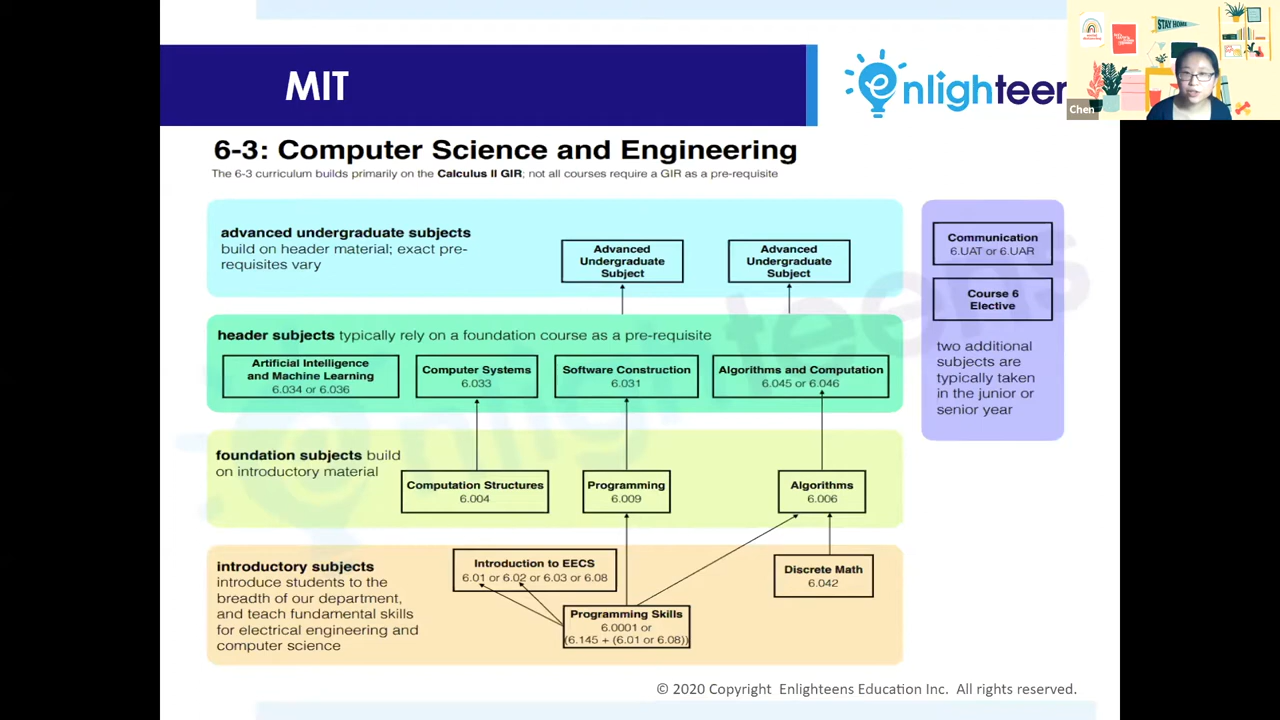 MIT
enlighteen
STAY HOME
Chen
6-3: Computer Science and Engineering
The 6-3 curriculum builds primarily on the Calculus II GIR; not all courses require a GIR as a pre-requisite
advanced undergraduate subjects
build on header material; exact pre-
requisites vary
Advanced
Undergraduate
Subject
Advanced
Undergraduate
Subject
Communication
6.UAT or 6.UAR
Course 6
Elective
two additional
subjects are
typically taken
in the junior or
senior year
header subjects typically rely on a foundation course as a pre-requisite
Artificial Intelligence
and Machine Learning
6.034 or 6.036
Computer Systems
6.033
Software Construction
6.031
Algorithms and Computation
6.045 or 6.046
foundation subjects build
on introductory material
Computation Structures
6.004
Programming
6.009
Algorithms
6.006
introductory subjects
introduce students to the
breadth of our department,
and teach fundamental skills
for electrical engineering and
computer science
Introduction to EECS
6.01 or 6.02 or 6.03 or 6.08
Programming Skills
6.0001 or
(6.145 + (6.01 or 6.08))
Discrete Math
6.042
enlighteens
© 2020 Copyright Enlighteens Education Inc. All rights reserved.